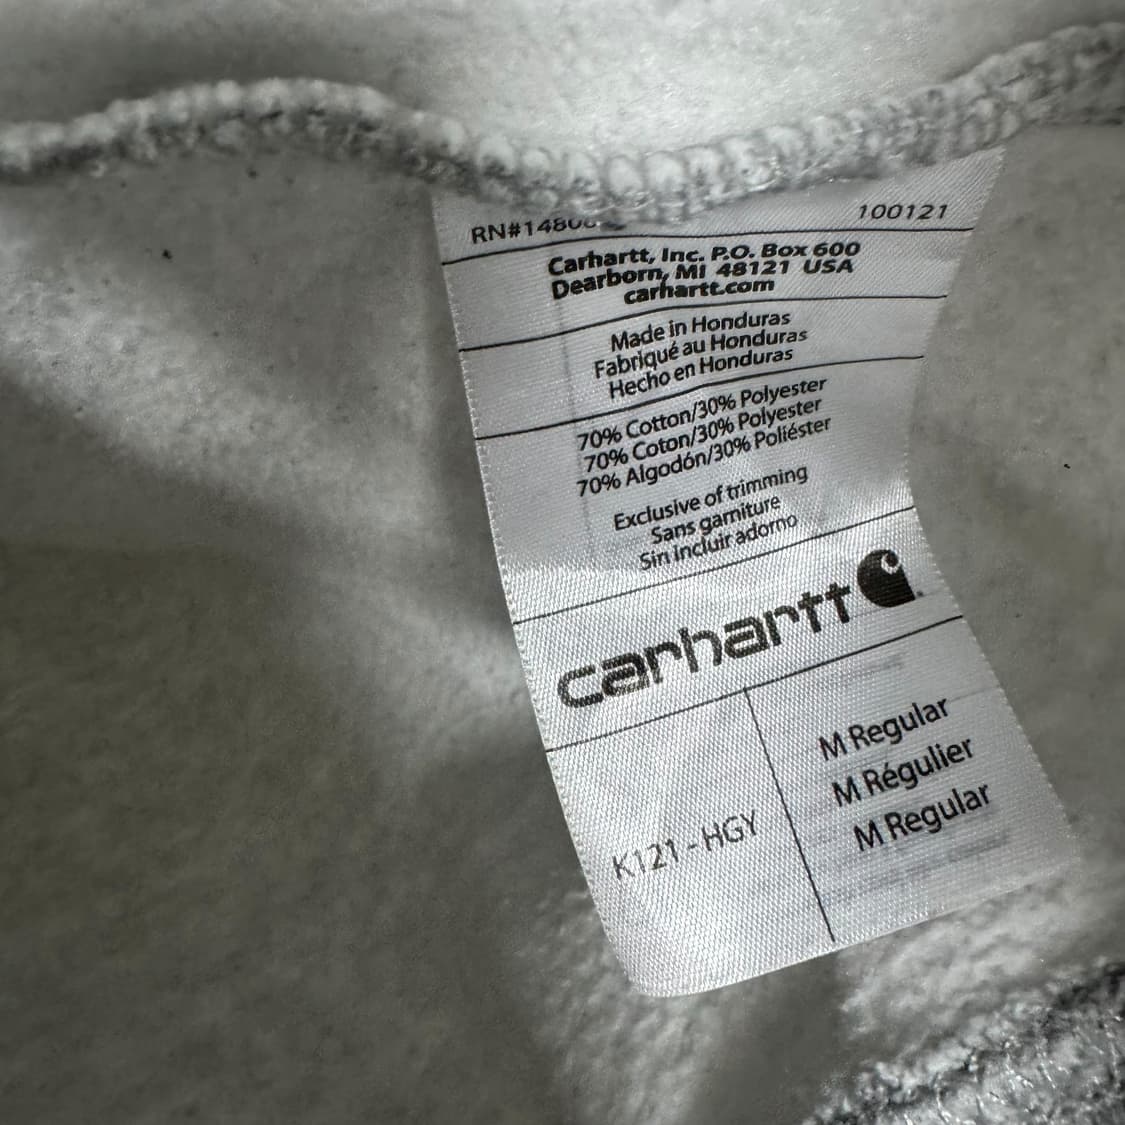 100121
Carhartt, Inc. P.O. Box 600
Dearborn, MI 48121 USA
carhartt.com
Made in Honduras
Fabriqué au Honduras
Hecho en Honduras
70% Cotton/30% Polyester
70% Coton/30% Polyester
70% Algodón/30% Poliéster
Exclusive of trimming
Sans garniture
Sin incluir adorno
carhartt
K121 - HGY
M Regular
M Régulier
M Regular